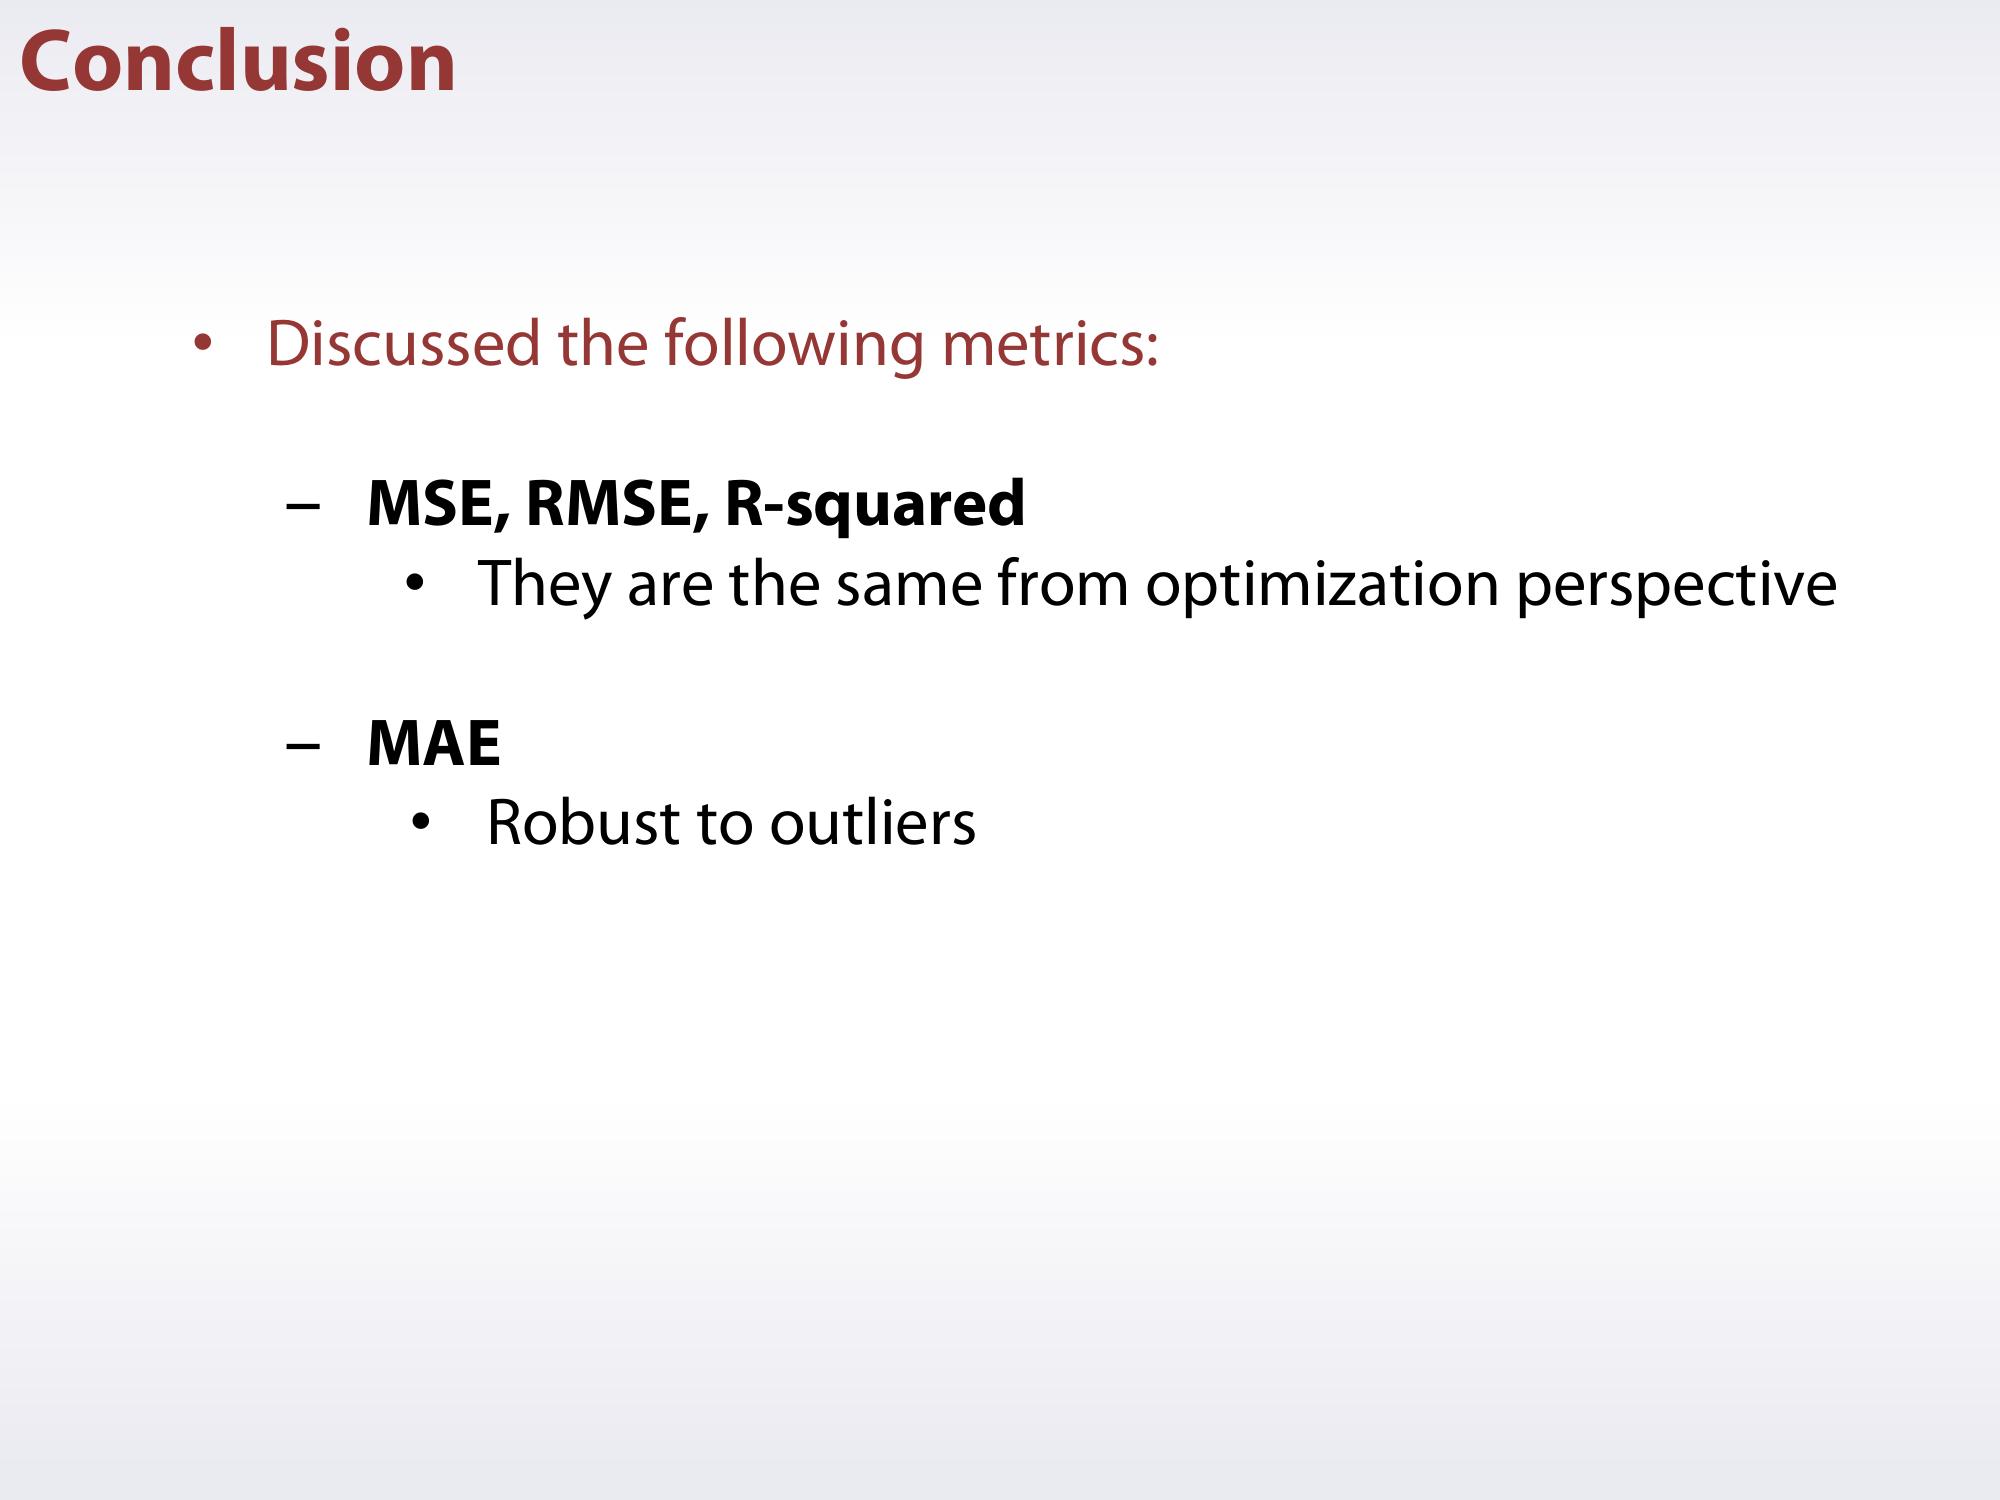 Conclusion
• Discussed the following metrics:
– MSE, RMSE, R-squared
• They are the same from optimization perspective
– MAE
• Robust to outliers